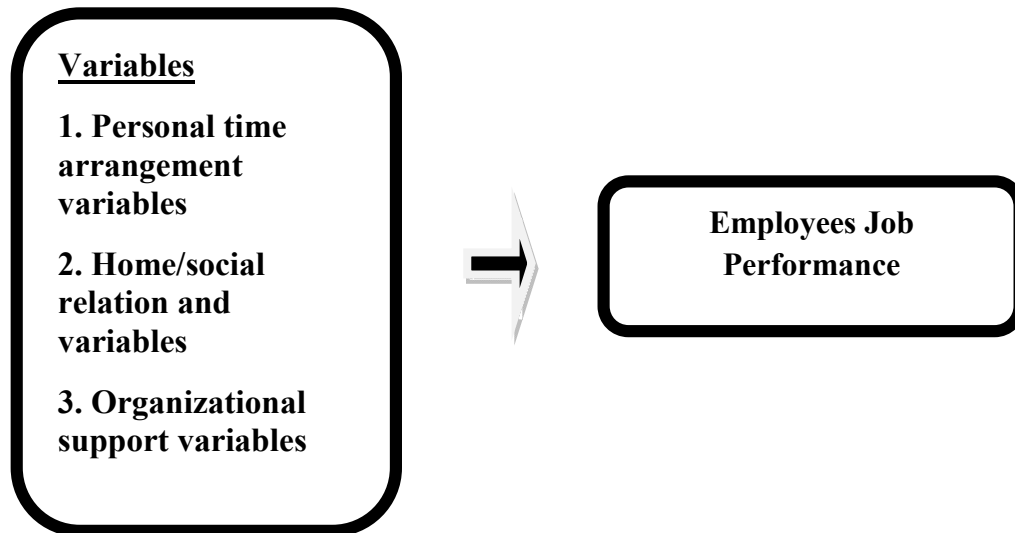 Variables
1. Personal time
arrangement
variables
2. Home/social
relation and
variables
3. Organizational
support variables
Employees Job
Performance